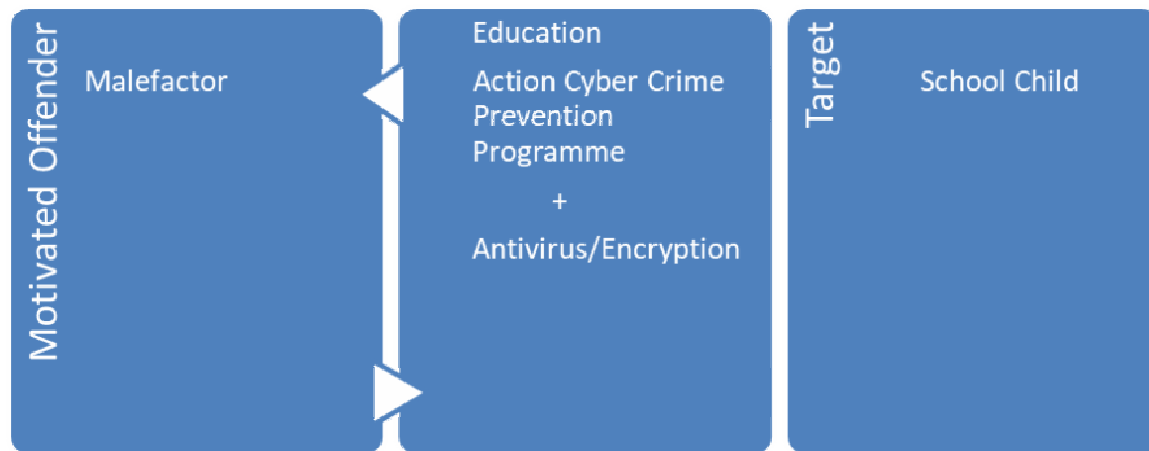 Motivated Offender
Malefactor
Education
Action Cyber Crime
Prevention
Programme
+
Antivirus/Encryption
Target
School Child